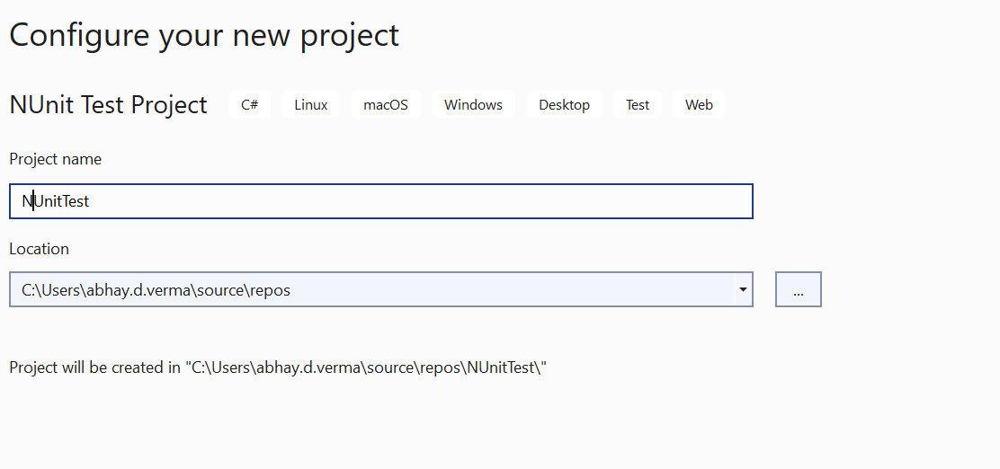 Configure your new project
NUnit Test Project C# Linux macOS Windows Desktop Test Web
Project name
NUnitTest
Location
C:\Users\abhay.d.verma\source\repos
...
Project will be created in "C:\Users\abhay.d.verma\source\repos\NUnitTest\"